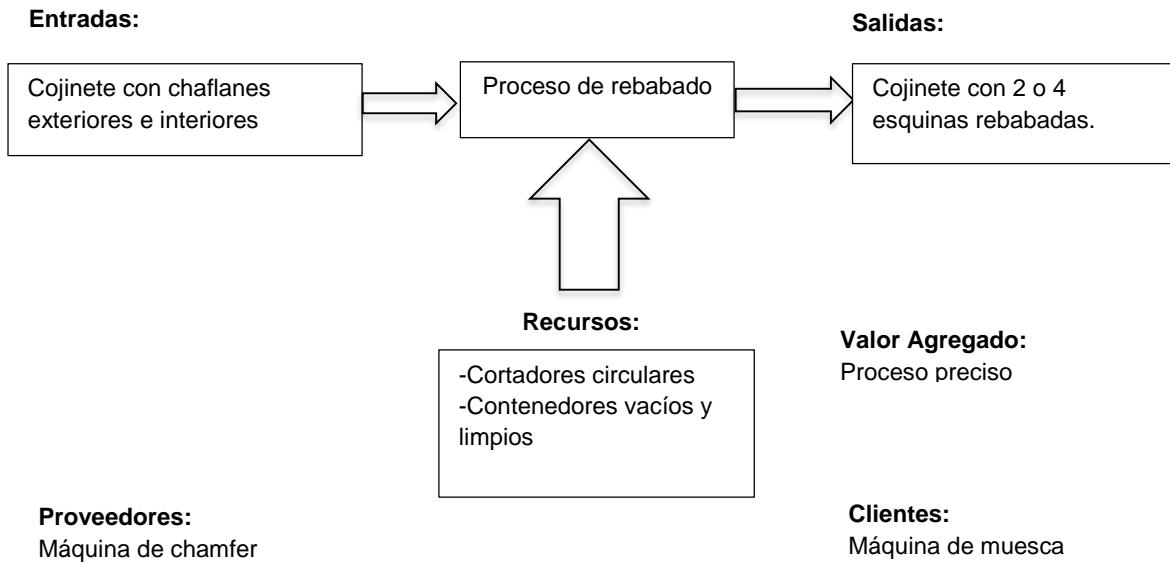 Entradas:
Salidas:
Cojinete con chaflanes
exteriores e interiores
Proceso de rebabado
Cojinete con 2 o 4
esquinas rebabadas.
Recursos:
-Cortadores circulares
-Contenedores vacíos y
limpios
Valor Agregado:
Proceso preciso
Proveedores:
Máquina de chamfer
Clientes:
Máquina de muesca